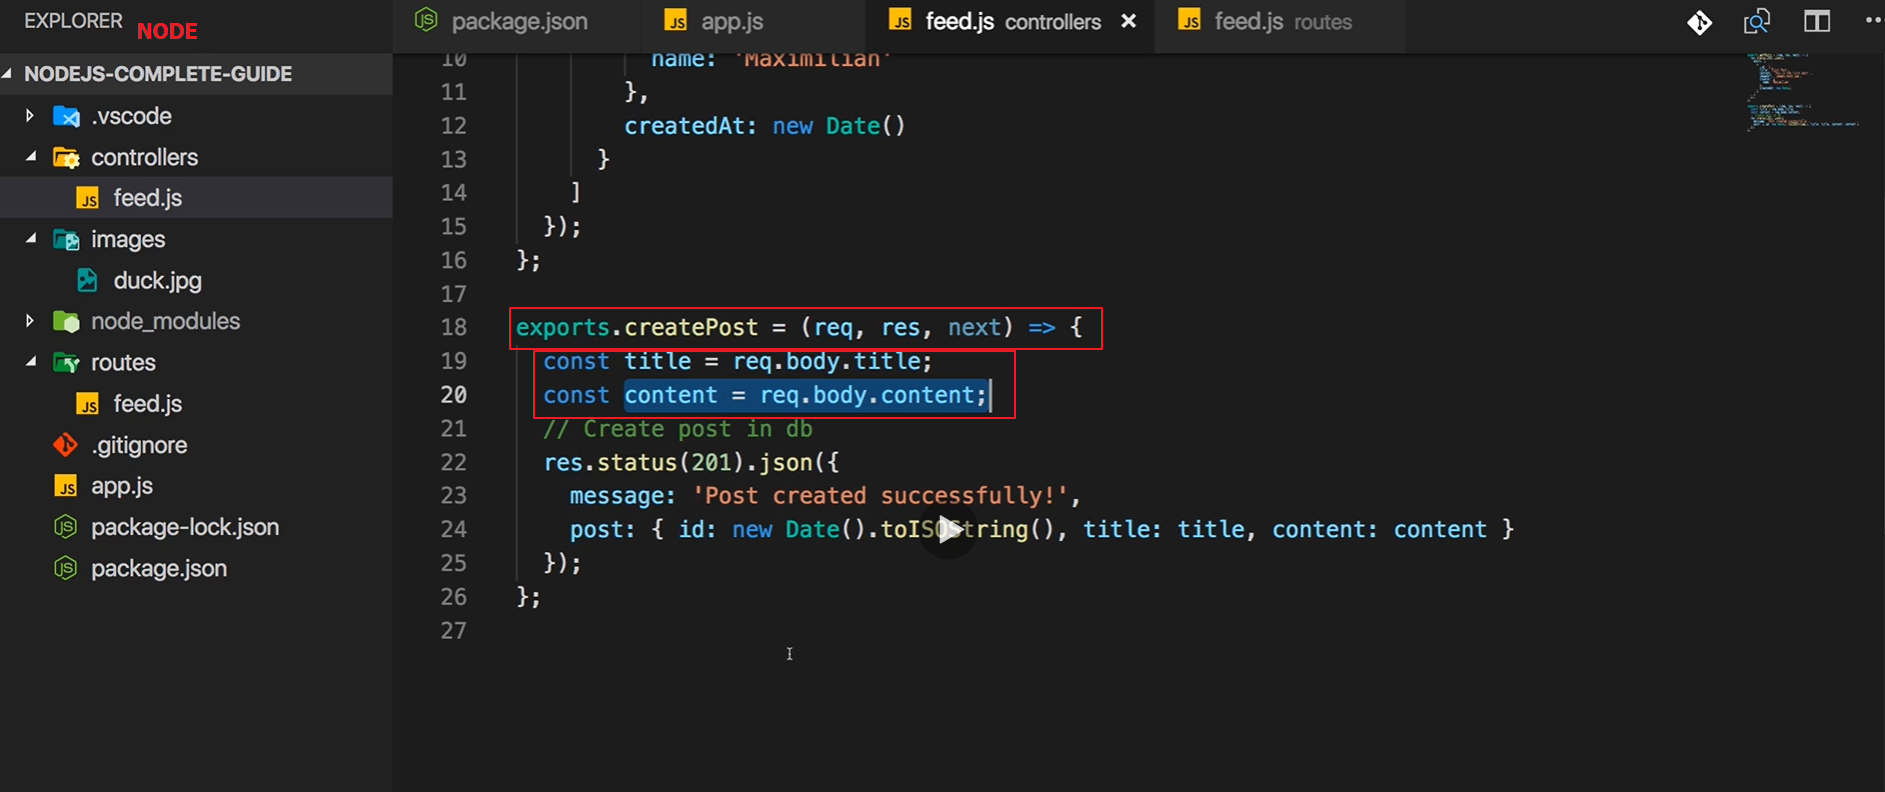 EXPLORER
NODE
package.json
app.js
feed.js controllers
feed.js routes
NODEJS-COMPLETE-GUIDE
.vscode
controllers
feed.js
images
duck.jpg
node_modules
routes
feed.js
.gitignore
app.js
package-lock.json
package.json
10 name: 'Maximilian'
11 },
12 createdAt: new Date()
13 }
14 ]
15 });
16 };
17
18 exports.createPost = (req, res, next) => {
19 const title = req.body.title;
20 const content = req.body.content;
21 // Create post in db
22 res.status(201).json({
23 message: 'Post created successfully!',
24 post: { id: new Date().toISOString(), title: title, content: content }
25 });
26 };
27